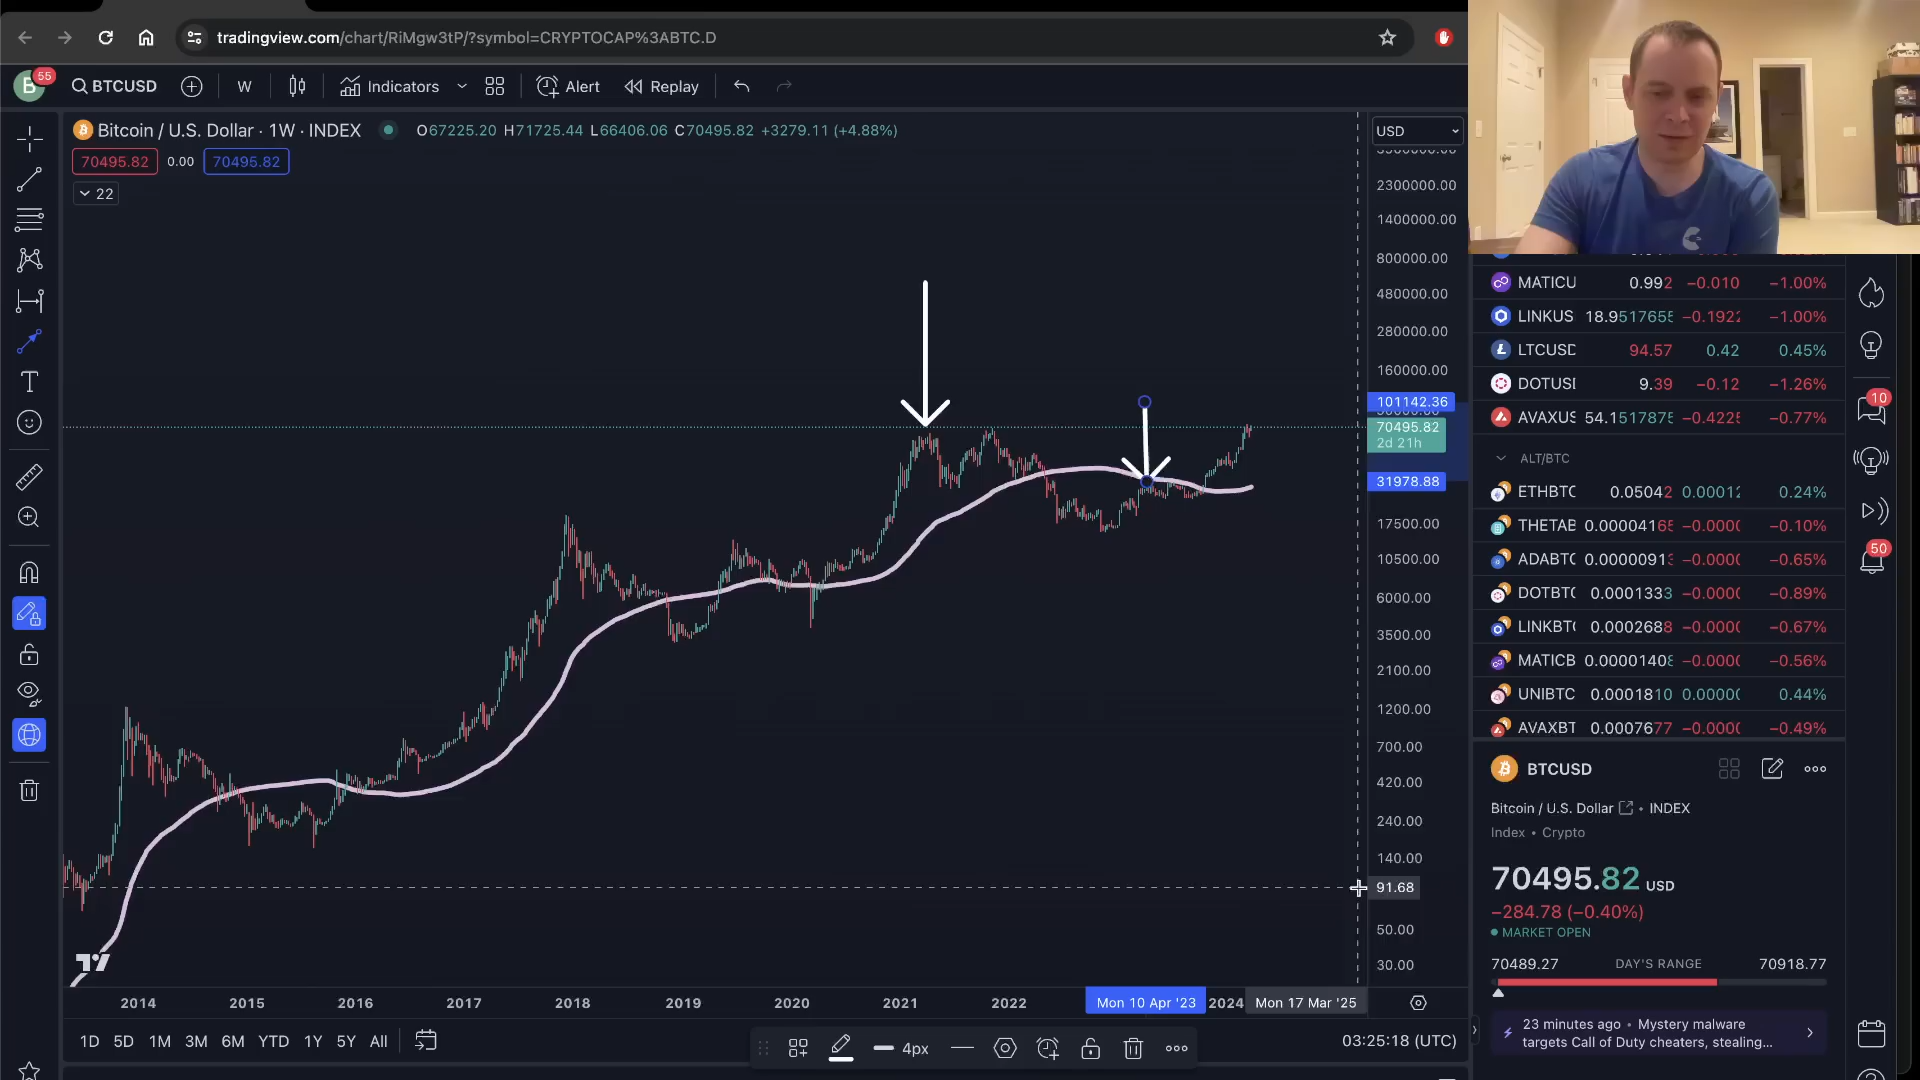 tradingview.com/chart/RiMgw3tP/?symbol=CRYPTOCAP%3ABTC.D
B 55 BTCUSD W Indicators Alert Replay
Bitcoin / U.S. Dollar · 1W · INDEX O67225.20 H71725.44 L66406.06 C70495.82 +3279.11 (+4.88%)
70495.82 0.00 70495.82
22
USD
2300000.00
1400000.00
800000.00
480000.00
280000.00
160000.00
101142.36
70495.82
2d 21h
31978.88
17500.00
10500.00
6000.00
3500.00
2100.00
1200.00
700.00
420.00
240.00
140.00
91.68
50.00
30.00
2014 2015 2016 2017 2018 2019 2020 2021 2022 Mon 10 Apr '23 2024 Mon 17 Mar '25
1D 5D 1M 3M 6M YTD 1Y 5Y All
4px
03:25:18 (UTC)
MATICU 0.992 −0.010 −1.00%
LINKUS 18.9517655 −0.1922 −1.00%
LTCUSD 94.57 0.42 0.45%
DOTUSI 9.39 −0.12 −1.26%
AVAXUS 54.1517875 −0.4225 −0.77%
ALT/BTC
ETHBTC 0.05042 0.00012 0.24%
THETAB 0.00004165 −0.0000 −0.10%
ADABTC 0.00000913 −0.0000 −0.65%
DOTBTC 0.0001333 −0.0000 −0.89%
LINKBTC 0.0002688 −0.0000 −0.67%
MATICB 0.00001408 −0.0000 −0.56%
UNIBTC 0.0001810 0.00000 0.44%
AVAXBT 0.0007677 −0.0000 −0.49%
BTCUSD
Bitcoin / U.S. Dollar • INDEX
Index • Crypto
70495.82 USD
−284.78 (−0.40%)
MARKET OPEN
70489.27 DAY'S RANGE 70918.77
23 minutes ago • Mystery malware
targets Call of Duty cheaters, stealing...
10
50